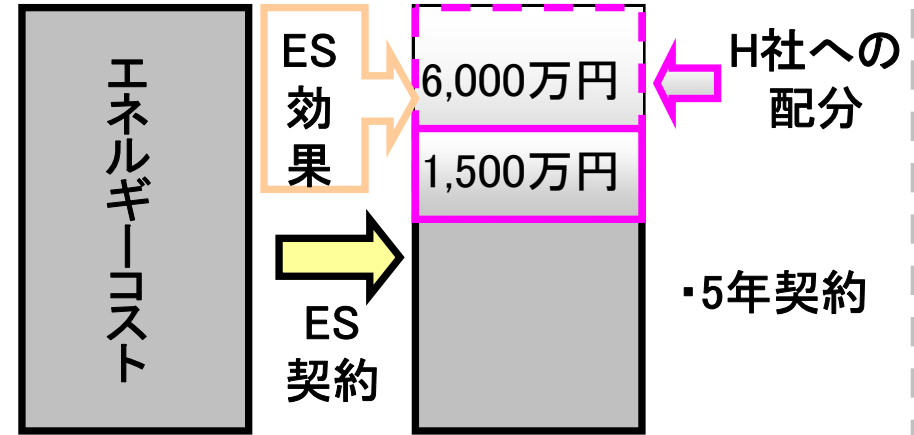 エネルギーコスト
ES
効
果
ES
契約
6,000万円
1,500万円
H社への
配分
・5年契約